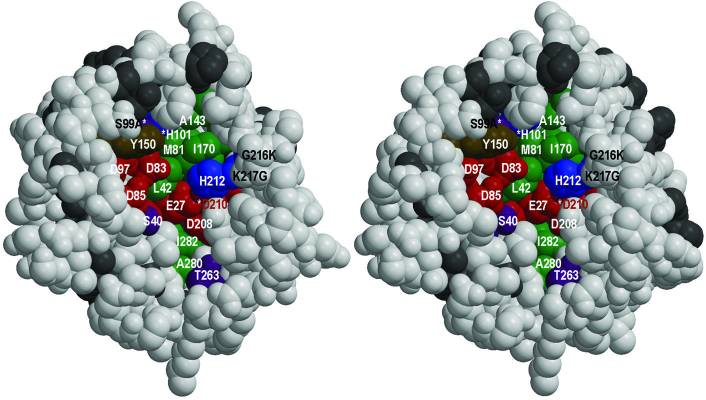 S99A*
A143
*H101
Y150
M81
I170
G216K
D97
D83
K217G
L42
H212
D85
E27
D210
S40
D208
I282
A280
T263
S99A*
A143
*H101
Y150
M81
I170
G216K
D97
D83
K217G
L42
H212
D85
E27
D210
S40
D208
I282
A280
T263